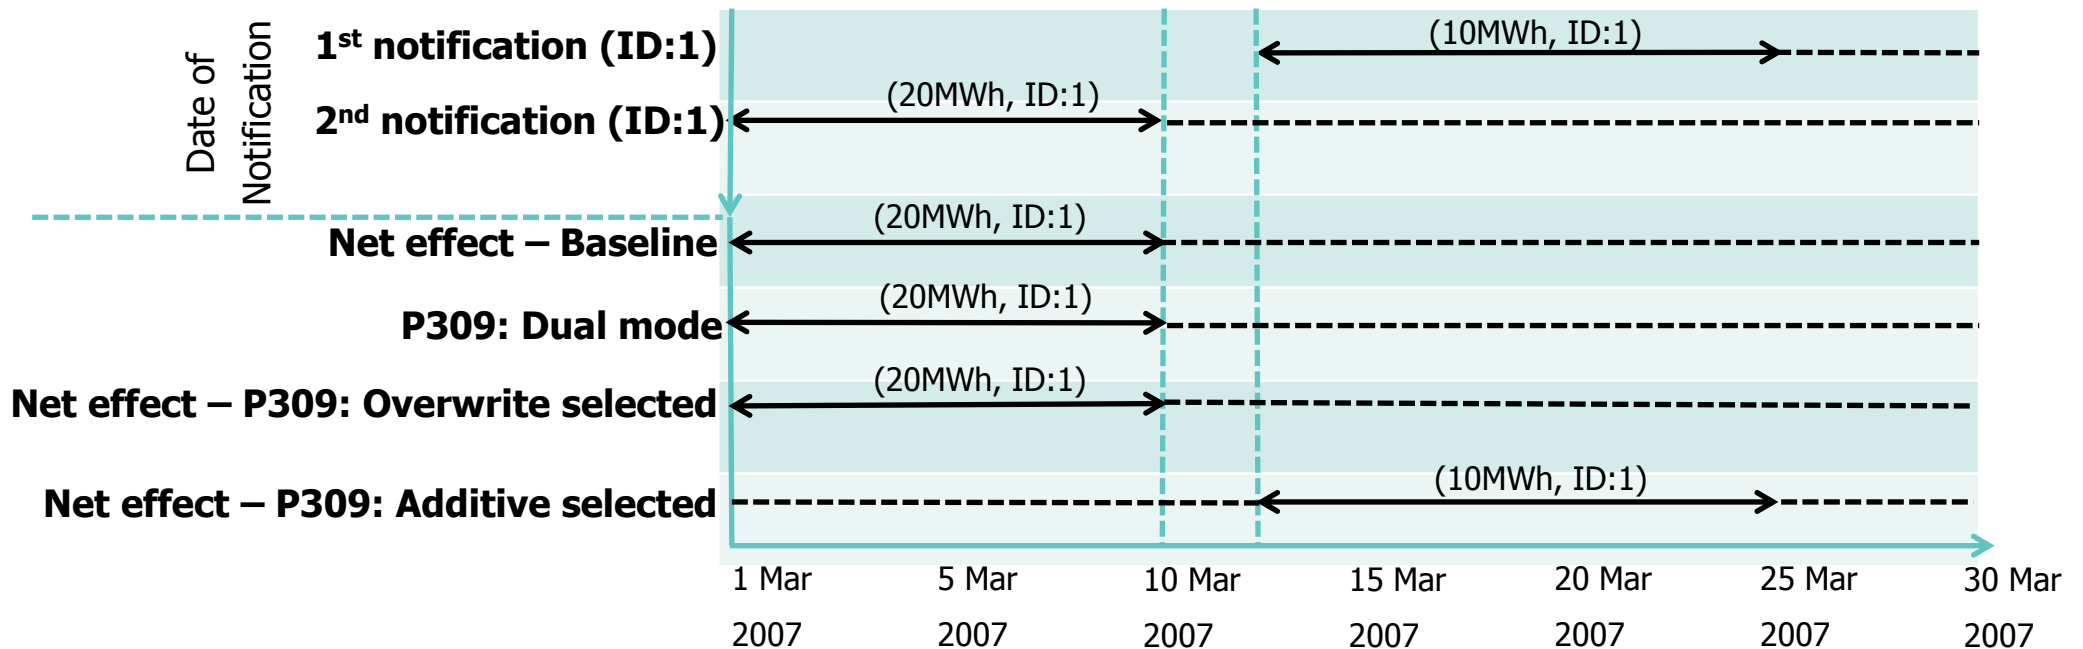 Date of
Notification
1st notification (ID:1)
(10MWh, ID:1)
2nd notification (ID:1)
(20MWh, ID:1)
Net effect – Baseline
(20MWh, ID:1)
P309: Dual mode
(20MWh, ID:1)
Net effect – P309: Overwrite selected
(20MWh, ID:1)
Net effect – P309: Additive selected
(10MWh, ID:1)
1 Mar 5 Mar 10 Mar 15 Mar 20 Mar 25 Mar 30 Mar
2007 2007 2007 2007 2007 2007 2007